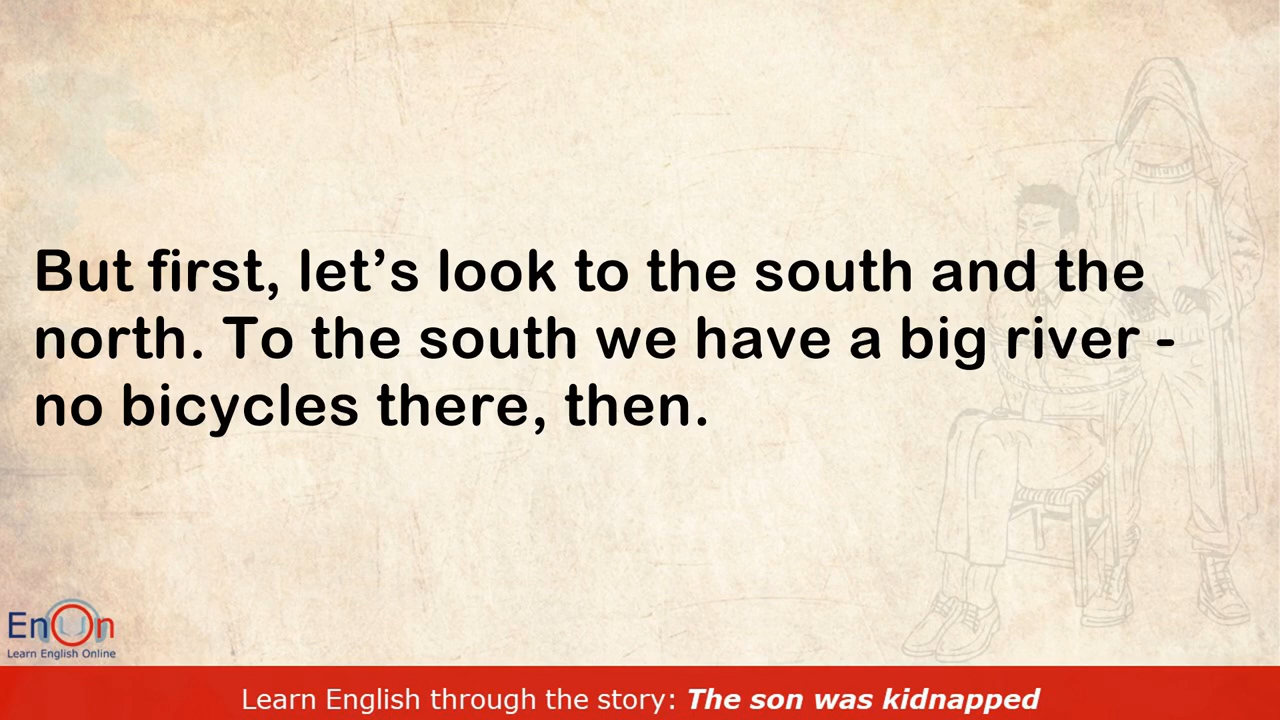 But first, let’s look to the south and the
north. To the south we have a big river -
no bicycles there, then.
EnOn
Learn English Online
Learn English through the story: The son was kidnapped